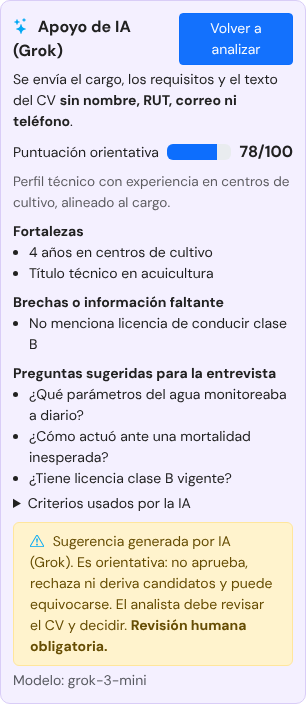 Apoyo de IA
(Grok)
Volver a
analizar
Se envía el cargo, los requisitos y el texto
del CV sin nombre, RUT, correo ni
teléfono.
Puntuación orientativa 78/100
Perfil técnico con experiencia en centros de
cultivo, alineado al cargo.
Fortalezas
• 4 años en centros de cultivo
• Título técnico en acuicultura
Brechas o información faltante
• No menciona licencia de conducir clase
B
Preguntas sugeridas para la entrevista
• ¿Qué parámetros del agua monitoreaba
a diario?
• ¿Cómo actuó ante una mortalidad
inesperada?
• ¿Tiene licencia clase B vigente?
▶ Criterios usados por la IA
Sugerencia generada por IA
(Grok). Es orientativa: no aprueba,
rechaza ni deriva candidatos y puede
equivocarse. El analista debe revisar
el CV y decidir. Revisión humana
obligatoria.
Modelo: grok-3-mini